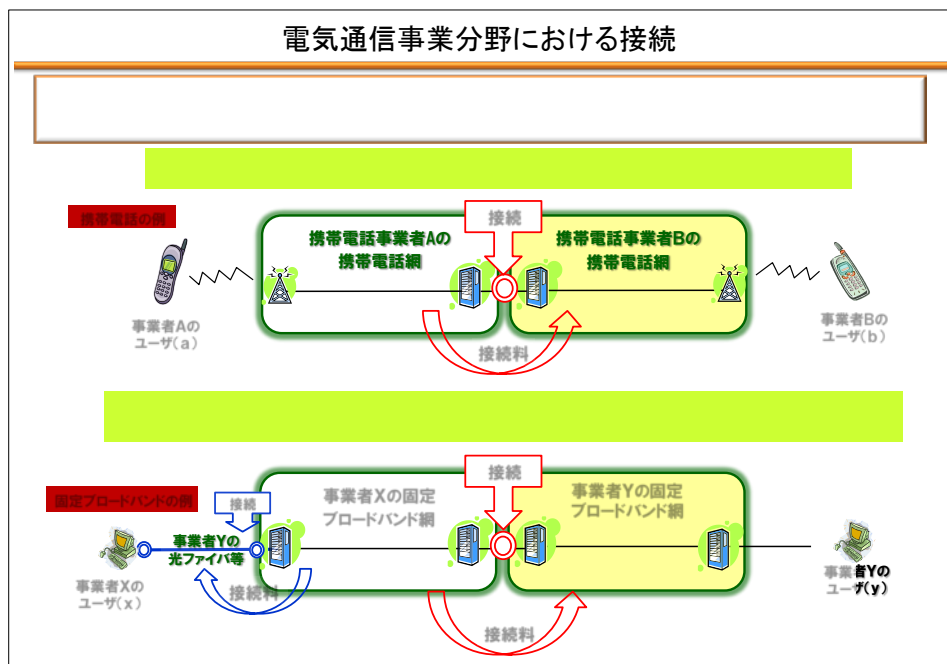 電気通信事業分野における接続
携帯電話の例
接続
携帯電話事業者Aの
携帯電話網
携帯電話事業者Bの
携帯電話網
事業者Aの
ユーザ(a)
事業者Bの
ユーザ(b)
接続料
固定ブロードバンドの例
接続
接続
事業者Xの固定
ブロードバンド網
事業者Yの固定
ブロードバンド網
事業者Yの
光ファイバ等
事業者Xの
ユーザ(x)
事業者Yの
ユーザ(y)
接続料
接続料